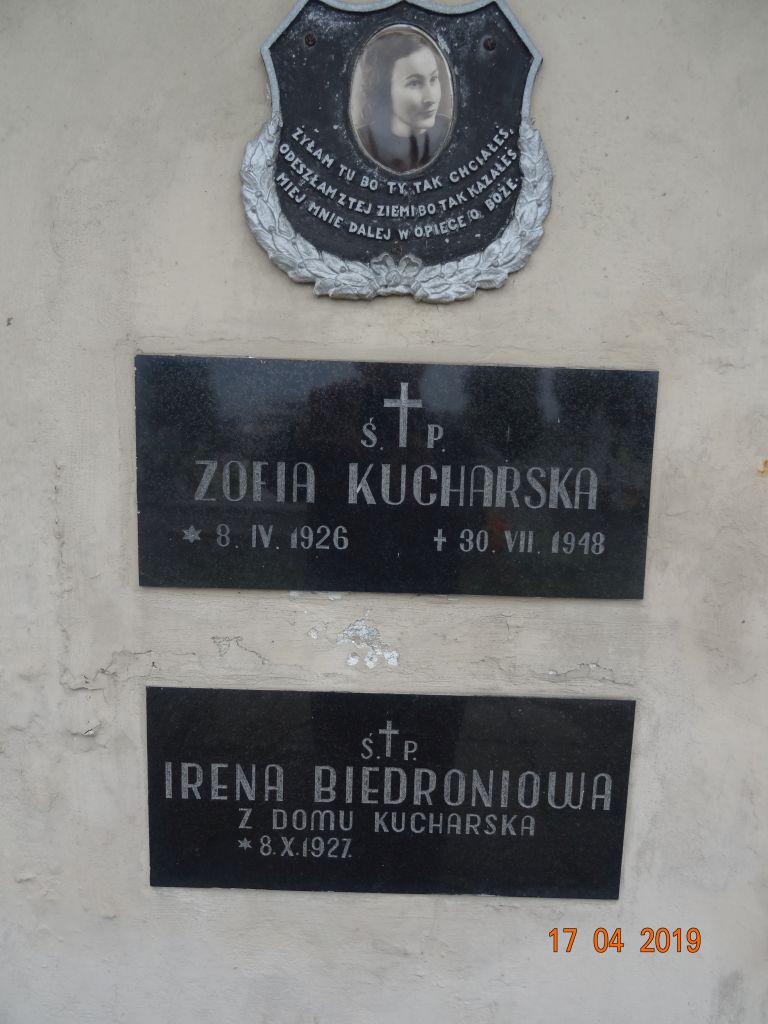 ŻYŁAM TU BO TY TAK CHCIAŁEŚ,
ODESZŁAM Z TEJ ZIEMI BO TAK KAZAŁEŚ
MIEJ MNIE DALEJ W OPIECE O BOŻE.
Ś. P.
ZOFIA KUCHARSKA
* 8. IV. 1926 + 30. VII. 1948
Ś. P.
IRENA BIEDRONIOWA
Z DOMU KUCHARSKA
* 8.X.1927.
17 04 2019